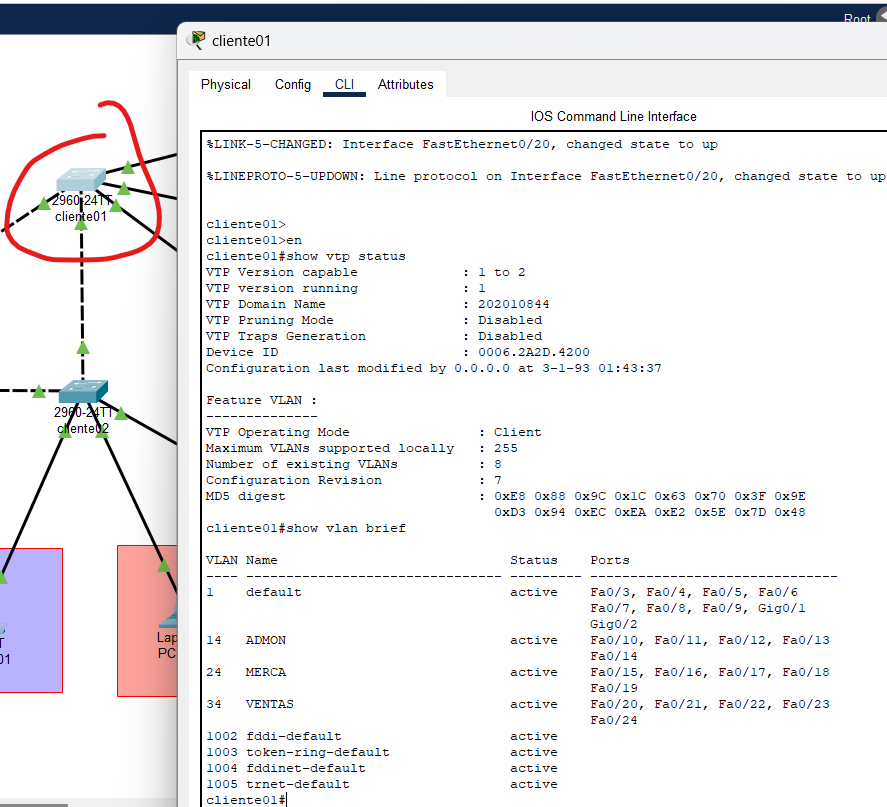 Root
cliente01
Physical Config CLI Attributes
IOS Command Line Interface
%LINK-5-CHANGED: Interface FastEthernet0/20, changed state to up
%LINEPROTO-5-UPDOWN: Line protocol on Interface FastEthernet0/20, changed state to up
cliente01>
cliente01>en
cliente01#show vtp status
VTP Version capable : 1 to 2
VTP version running : 1
VTP Domain Name : 202010844
VTP Pruning Mode : Disabled
VTP Traps Generation : Disabled
Device ID : 0006.2A2D.4200
Configuration last modified by 0.0.0.0 at 3-1-93 01:43:37
Feature VLAN :
--------------
VTP Operating Mode : Client
Maximum VLANs supported locally : 255
Number of existing VLANs : 8
Configuration Revision : 7
MD5 digest : 0xE8 0x88 0x9C 0x1C 0x63 0x70 0x3F 0x9E
0xD3 0x94 0xEC 0xEA 0xE2 0x5E 0x7D 0x48
cliente01#show vlan brief
VLAN Name Status Ports
---- -------------------------------- --------- -------------------------------
1 default active Fa0/3, Fa0/4, Fa0/5, Fa0/6
Fa0/7, Fa0/8, Fa0/9, Gig0/1
Gig0/2
14 ADMON active Fa0/10, Fa0/11, Fa0/12, Fa0/13
Fa0/14
24 MERCA active Fa0/15, Fa0/16, Fa0/17, Fa0/18
Fa0/19
34 VENTAS active Fa0/20, Fa0/21, Fa0/22, Fa0/23
Fa0/24
1002 fddi-default active
1003 token-ring-default active
1004 fddinet-default active
1005 trnet-default active
cliente01#
2960-24TT
cliente01
2960-24TT
cliente02
T
01
Lap
PC